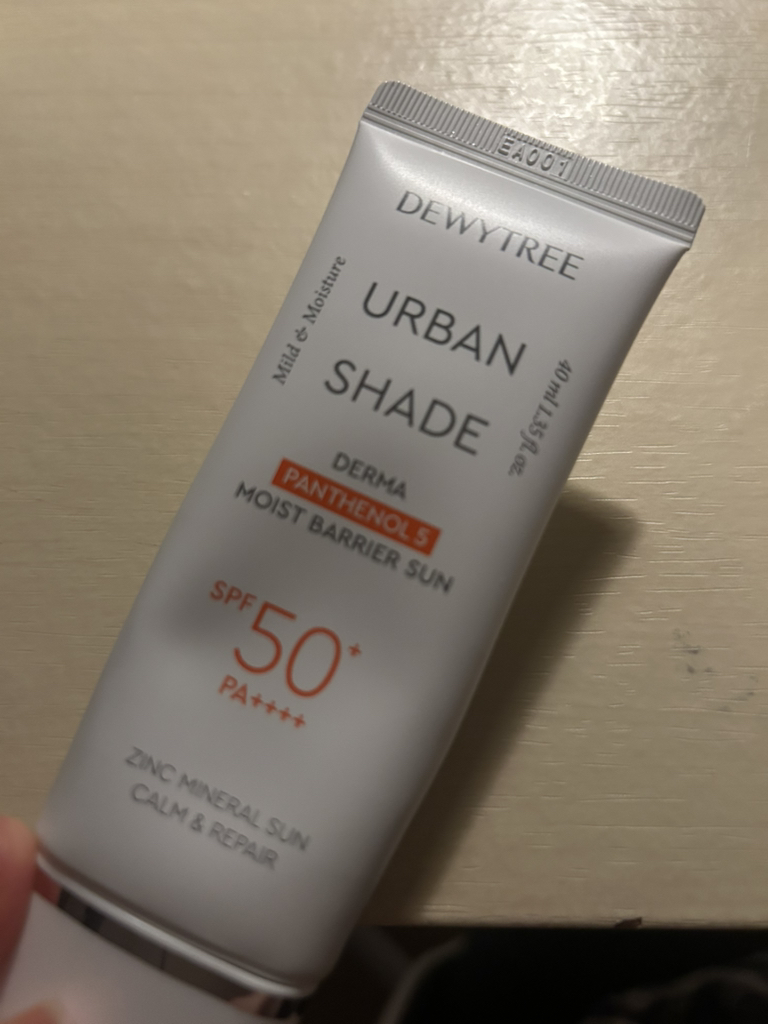 EA001
DEWYTREE
Mild & Moisture
URBAN
SHADE
40 ml 1.35 fl. oz.
DERMA
PANTHENOL 5
MOIST BARRIER SUN
SPF 50+
PA++++
ZINC MINERAL SUN
CALM & REPAIR